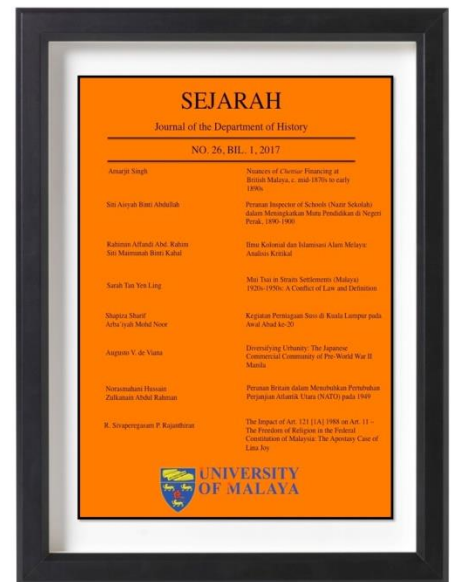 SEJARAH
Journal of the Department of History
NO. 26, BIL. 1, 2017
Amarjit Singh
Nuances of Chettiar Financing at
British Malaya, c. mid-1870s to early
1890s
Siti Aisyah Binti Abdullah
Peranan Inspector of Schools (Nazir Sekolah)
dalam Meningkatkan Mutu Pendidikan di Negeri
Perak, 1890-1900
Rahimin Affandi Abd. Rahim
Siti Maimunah Binti Kahal
Ilmu Kolonial dan Islamisasi Alam Melayu:
Analisis Kritikal
Sarah Tan Yen Ling
Mui Tsai in Straits Settlements (Malaya)
1920s-1950s: A Conflict of Law and Definition
Shapiza Sharif
Arba'iyah Mohd Noor
Kegiatan Perniagaan Susu di Kuala Lumpur pada
Awal Abad ke-20
Augusto V. de Viana
Diversifying Urbanity: The Japanese
Commercial Community of Pre-World War II
Manila
Norasmahani Hussain
Zulkanain Abdul Rahman
Peranan Britain dalam Menubuhkan Pertubuhan
Perjanjian Atlantik Utara (NATO) pada 1949
R. Sivaperegasam P. Rajanthiran
The Impact of Art. 121 [1A] 1988 on Art. 11 –
The Freedom of Religion in the Federal
Constitution of Malaysia: The Apostasy Case of
Lina Joy
UNIVERSITY
OF MALAYA